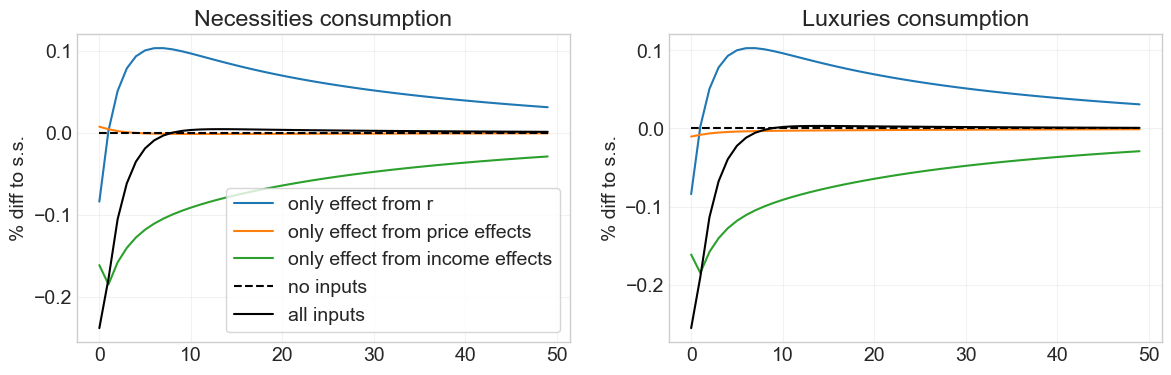 Necessities consumption
0.1
0.0
−0.1
−0.2
% diff to s.s.
0 10 20 30 40 50
only effect from r
only effect from price effects
only effect from income effects
no inputs
all inputs
Luxuries consumption
0.1
0.0
−0.1
−0.2
% diff to s.s.
0 10 20 30 40 50